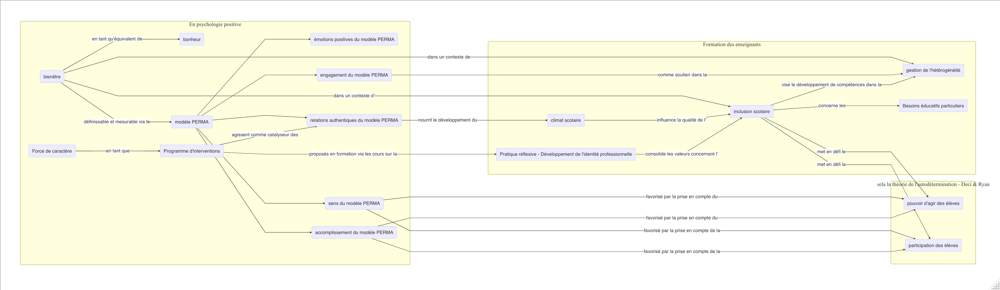 En psychologie positive
en tant qu'équivalent de
bonheur
émotions positives du modèle PERMA
Formation des enseignants
dans un contexte de
gestion de l'hétérogénéité
bienêtre
engagement du modèle PERMA
comme soutien dans la
vise le développement de compétences dans la
dans un contexte d'
Besoins éducatifs particuliers
concerne les
inclusion scolaire
définissable et mesurable via le
modèle PERMA
relations authentiques du modèle PERMA
nourrit le développement du
climat scolaire
influence la qualité de l'
agissent comme catalyseur des
Force de caractère
en tant que
Programme d'interventions
proposés en formation via les cours sur la
Pratique réflexive - Développement de l'identité professionnelle
consolide les valeurs concernant l'
met en défi le
met en défi la
sela la théorie de l'autodétermination - Deci & Ryan
sens du modèle PERMA
favorisé par la prise en compte du
pouvoir d'agir des élèves
favorisé par la prise en compte du
accomplissement du modèle PERMA
favorisé par la prise en compte de la
participation des élèves
favorisé par la prise en compte de la